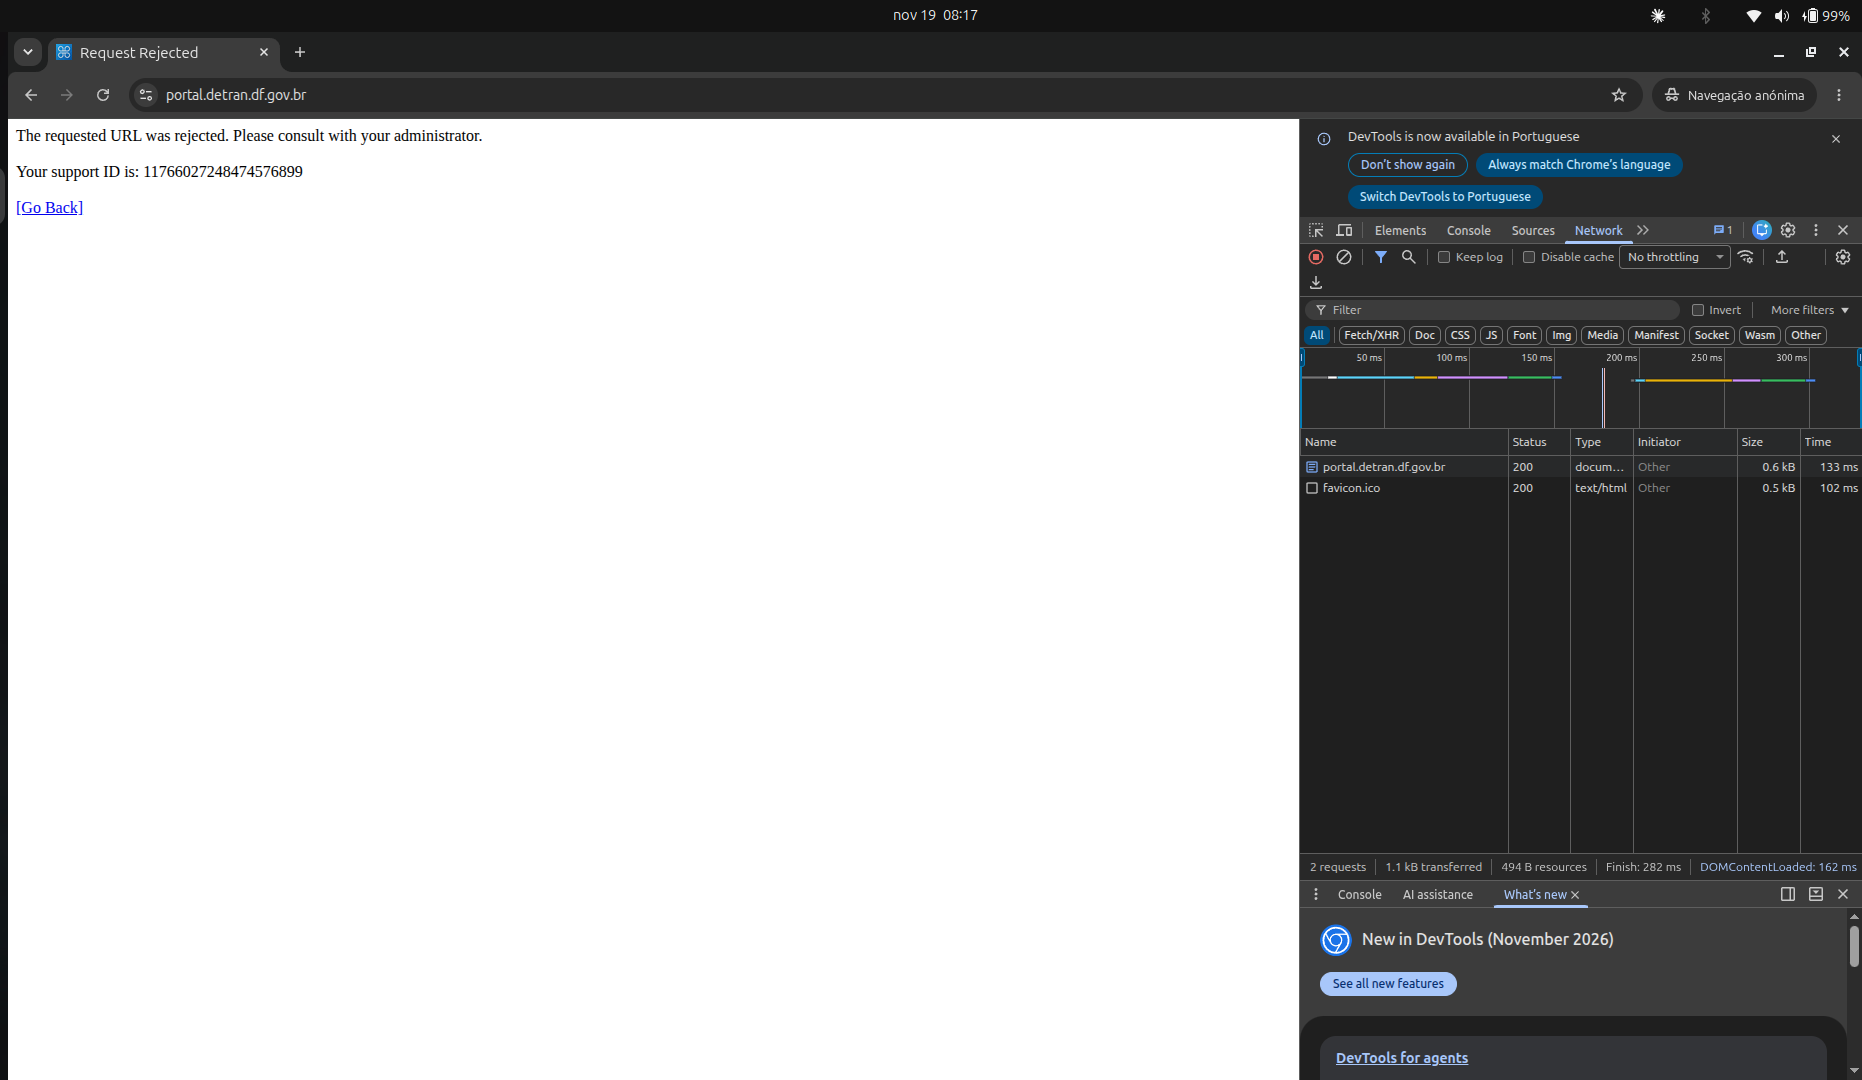 nov 19 08:17
99%
Request Rejected
portal.detran.df.gov.br
Navegação anónima
The requested URL was rejected. Please consult with your administrator.
Your support ID is: 11766027248474576899
[Go Back]
DevTools is now available in Portuguese
Don't show again
Always match Chrome's language
Switch DevTools to Portuguese
Elements Console Sources Network 1
Keep log Disable cache No throttling
Filter Invert More filters
All Fetch/XHR Doc CSS JS Font Img Media Manifest Socket Wasm Other
50 ms 100 ms 150 ms 200 ms 250 ms 300 ms
Name Status Type Initiator Size Time
portal.detran.df.gov.br 200 docum... Other 0.6 kB 133 ms
favicon.ico 200 text/html Other 0.5 kB 102 ms
2 requests 1.1 kB transferred 494 B resources Finish: 282 ms DOMContentLoaded: 162 ms
Console AI assistance What's new
New in DevTools (November 2026)
See all new features
DevTools for agents